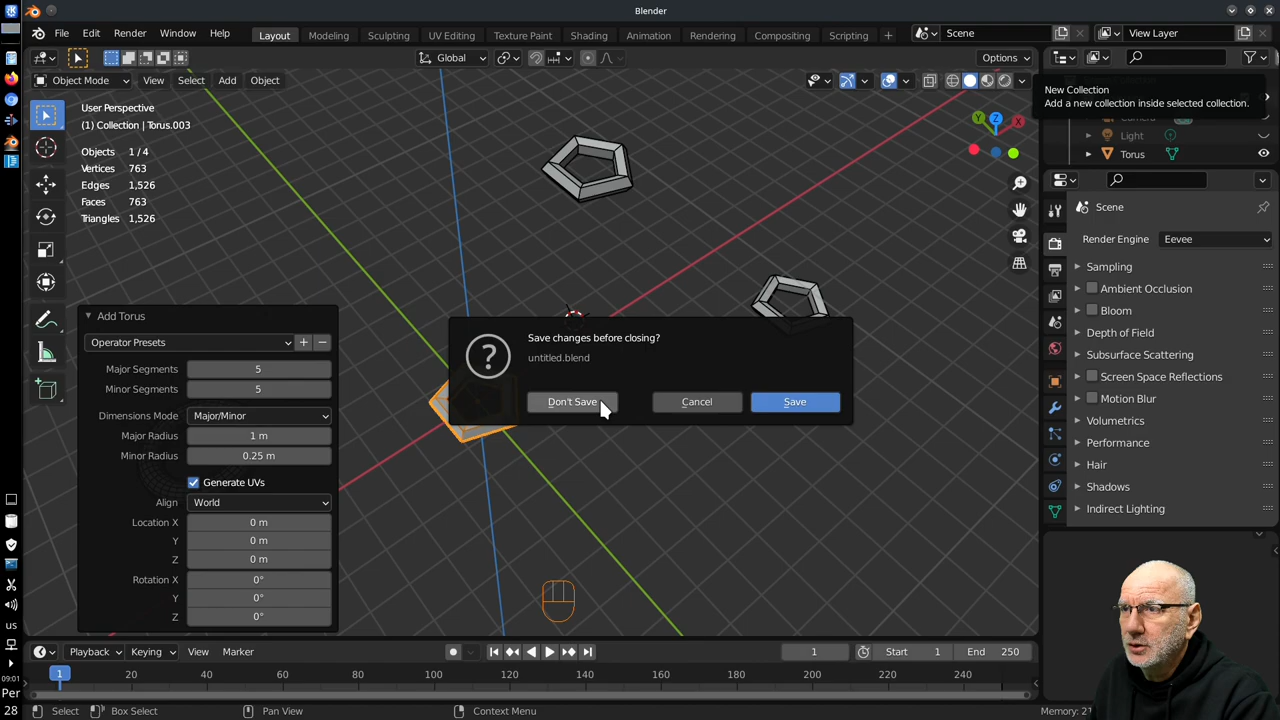 Blender
File Edit Render Window Help
Layout Modeling Sculpting UV Editing Texture Paint Shading Animation Rendering Compositing Scripting +
Scene
View Layer
Global
Options
Object Mode View Select Add Object
User Perspective
(1) Collection | Torus.003
Objects 1 / 4
Vertices 763
Edges 1,526
Faces 763
Triangles 1,526
Y Z X
New Collection
Add a new collection inside selected collection.
Light
Torus
Scene
Render Engine Eevee
Sampling
Ambient Occlusion
Bloom
Depth of Field
Subsurface Scattering
Screen Space Reflections
Motion Blur
Volumetrics
Performance
Hair
Shadows
Indirect Lighting
Save changes before closing?
untitled.blend
Don't Save Cancel Save
Add Torus
Operator Presets
Major Segments 5
Minor Segments 5
Dimensions Mode Major/Minor
Major Radius 1 m
Minor Radius 0.25 m
Generate UVs
Align World
Location X 0 m
Y 0 m
Z 0 m
Rotation X 0°
Y 0°
Z 0°
us
09:01
Per
28
Playback Keying View Marker
1 Start 1 End 250
1 20 40 60 80 100 120 140 160 180 200 220 240
Select Box Select Pan View Context Menu